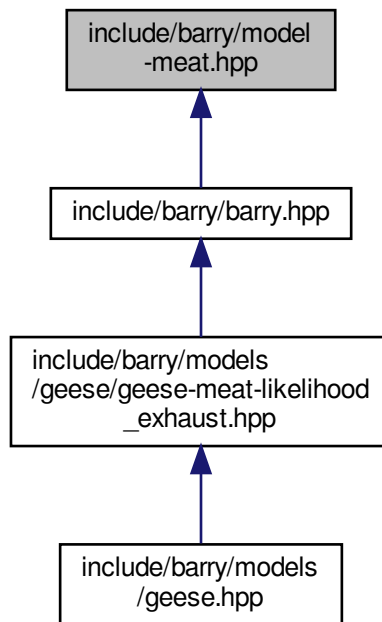 include/barry/model
-meat.hpp
include/barry/barry.hpp
include/barry/models
/geese/geese-meat-likelihood
_exhaust.hpp
include/barry/models
/geese.hpp